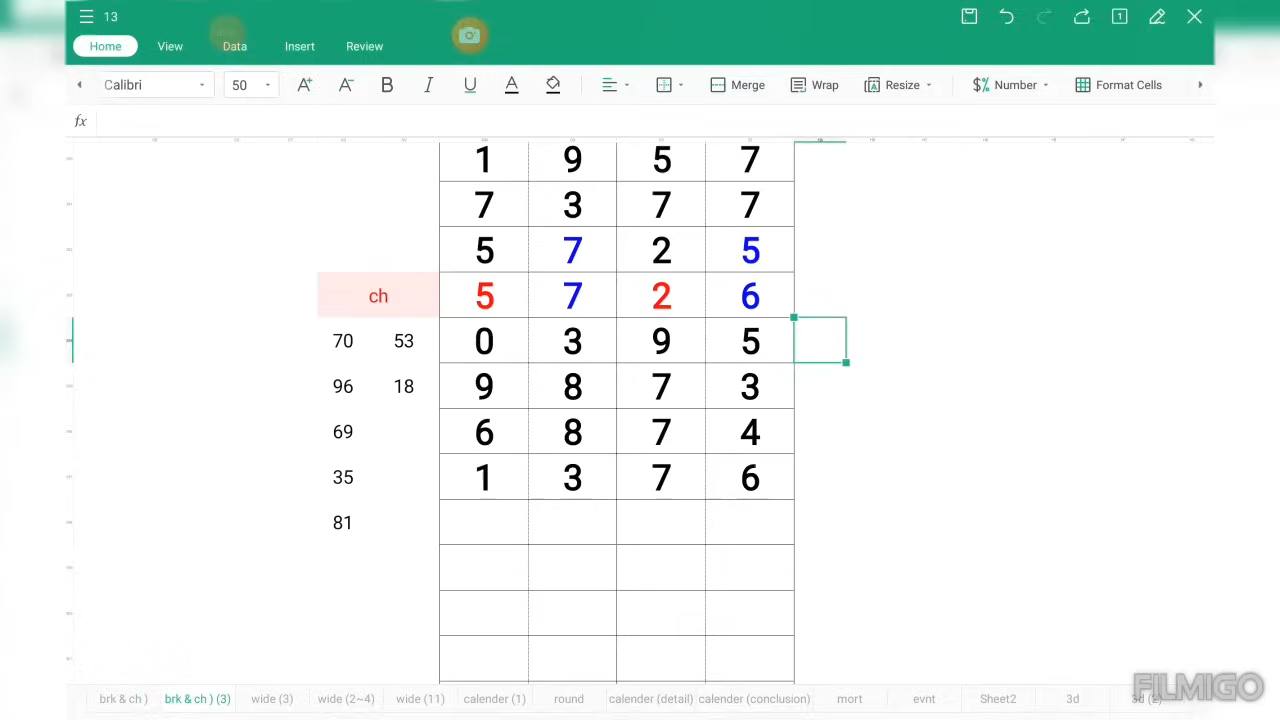 13
1
Home View Data Insert Review
Calibri 50 B I U A Merge Wrap Resize $% Number Format Cells
fx
1 9 5 7
7 3 7 7
5 7 2 5
ch 5 7 2 6
70 53 0 3 9 5
96 18 9 8 7 3
69 6 8 7 4
35 1 3 7 6
81
brk & ch ) brk & ch ) (3) wide (3) wide (2~4) wide (11) calender (1) round calender (detail) calender (conclusion) mort evnt Sheet2 3d 3d (2)
FILMIGO